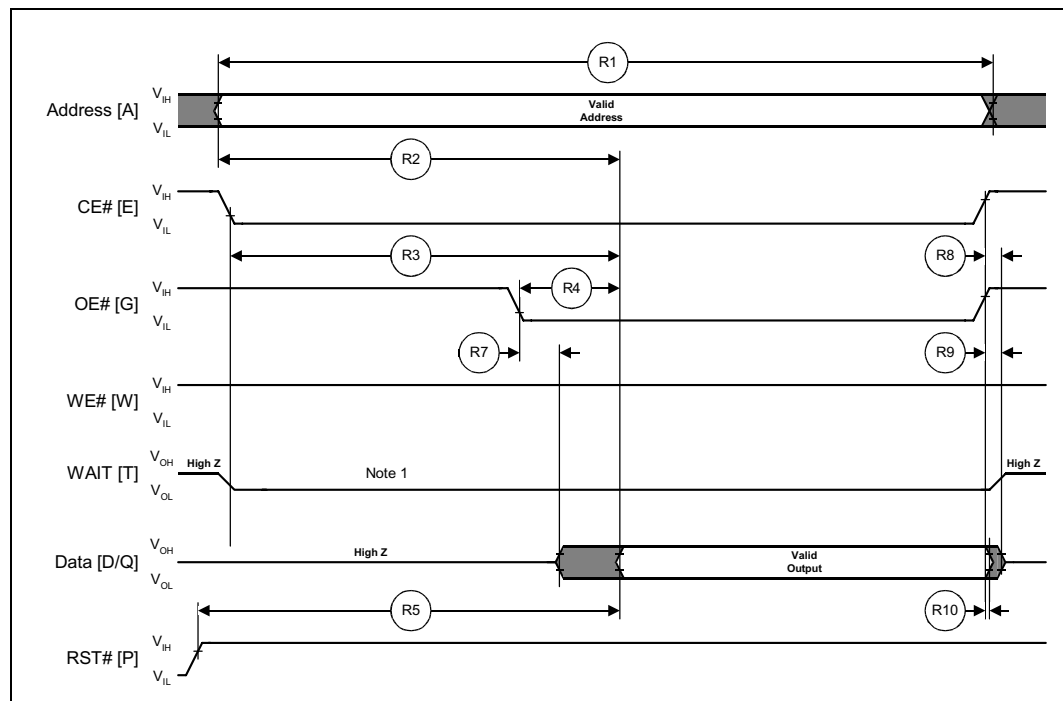 R1
Address [A]
VIH
VIL
Valid
Address
R2
CE# [E]
VIH
VIL
R3
R8
OE# [G]
VIH
VIL
R4
R7
R9
WE# [W]
VIH
VIL
WAIT [T]
VOH
VOL
High Z
Note 1
High Z
Data [D/Q]
VOH
VOL
High Z
Valid
Output
R5
R10
RST# [P]
VIH
VIL